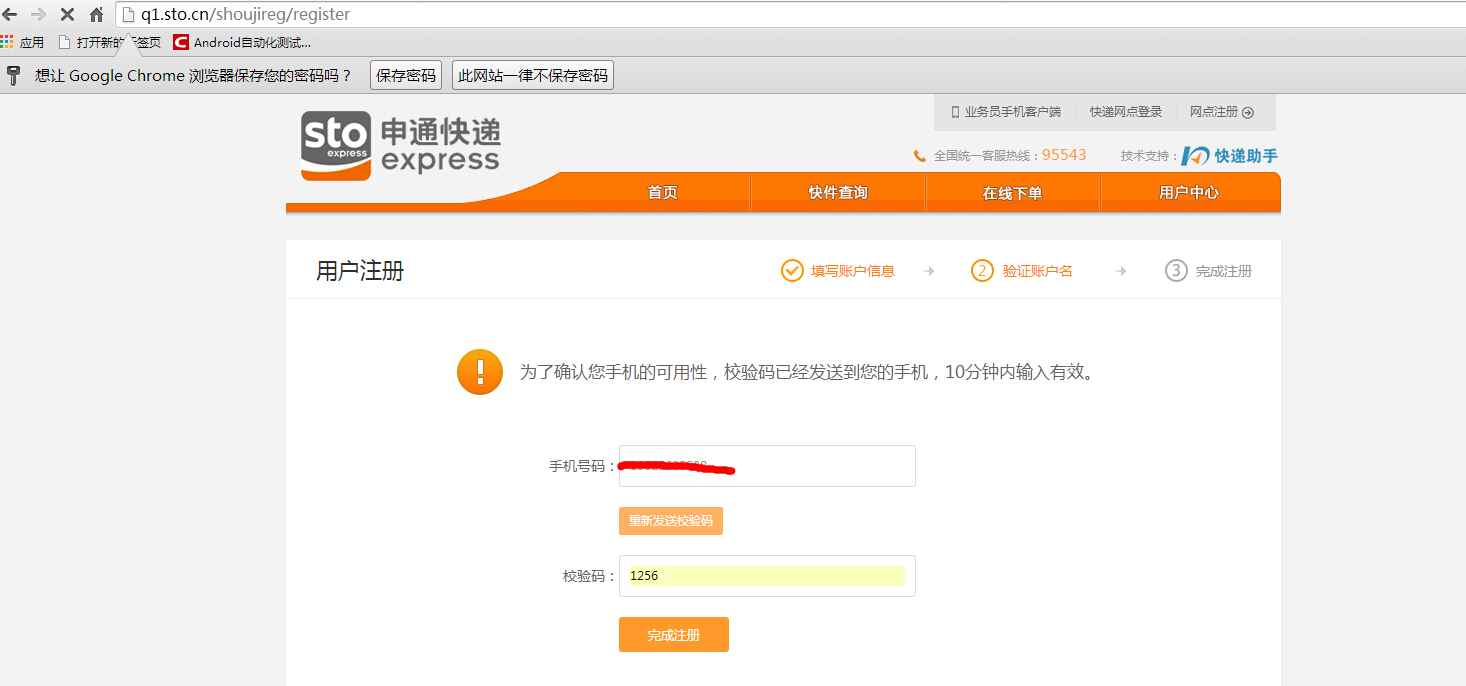 q1.sto.cn/shoujireg/register
应用 打开新的标签页 Android自动化测试...
想让 Google Chrome 浏览器保存您的密码吗？ 保存密码 此网站一律不保存密码
业务员手机客户端 快递网点登录 网点注册
sto express 申通快递 express
全国统一客服热线：95543 技术支持： 快递助手
首页 快件查询 在线下单 用户中心
用户注册 填写账户信息 2 验证账户名 3 完成注册
! 为了确认您手机的可用性，校验码已经发送到您的手机，10分钟内输入有效。
手机号码：
重新发送校验码
校验码： 1256
完成注册